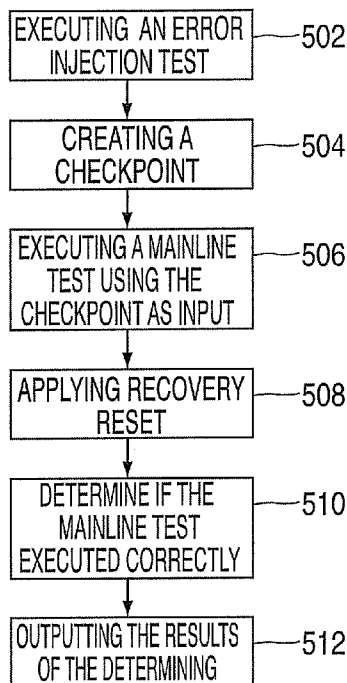 EXECUTING AN ERROR
INJECTION TEST
502
CREATING A
CHECKPOINT
504
EXECUTING A MAINLINE
TEST USING THE
CHECKPOINT AS INPUT
506
APPLYING RECOVERY
RESET
508
DETERMINE IF THE
MAINLINE TEST
EXECUTED CORRECTLY
510
OUTPUTTING THE RESULTS
OF THE DETERMINING
512